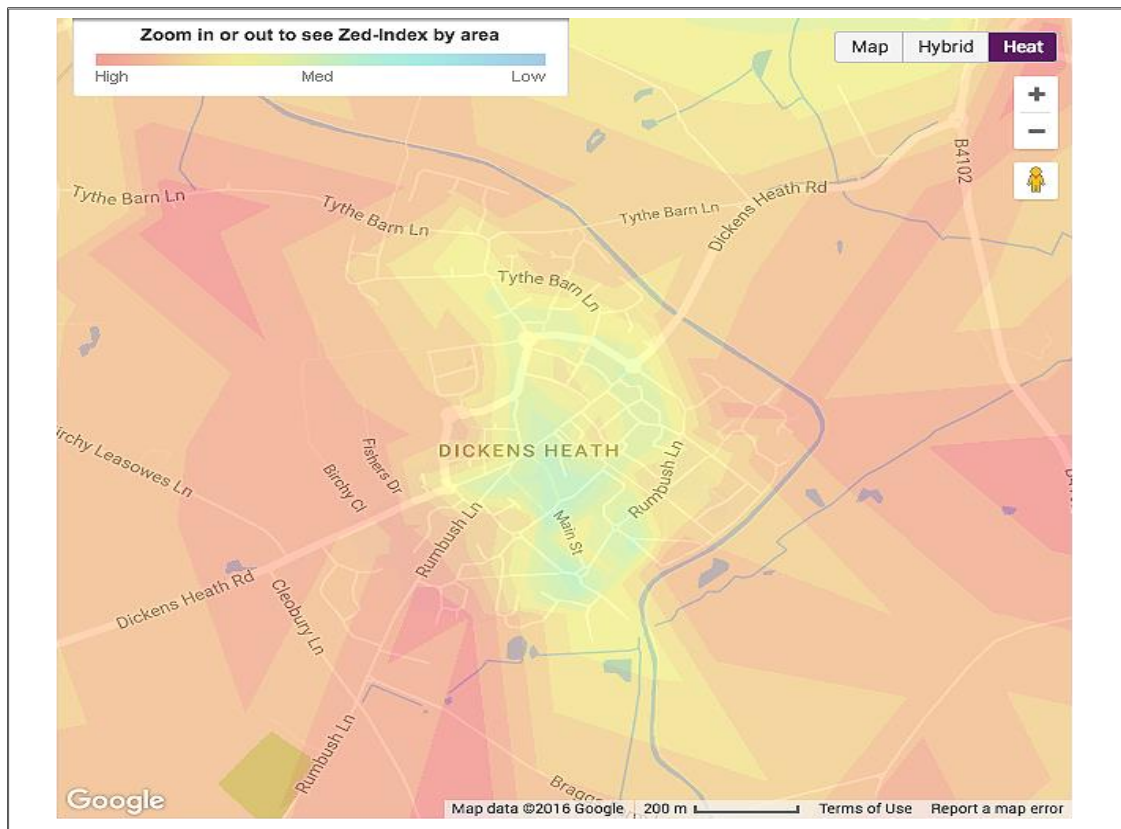 Zoom in or out to see Zed-Index by area
High Med Low
Map Hybrid Heat
+
−
B4102
Tythe Barn Ln
Tythe Barn Ln
Tythe Barn Ln
Dickens Heath Rd
Tythe Barn Ln
DICKENS HEATH
Birchy Leasowes Ln
Fishers Dr
Birchy Cl
Rumbush Ln
Rumbush Ln
Main St
Dickens Heath Rd
Cleobury Ln
Rumbush Ln
Google
Map data ©2016 Google 200 m Terms of Use Report a map error